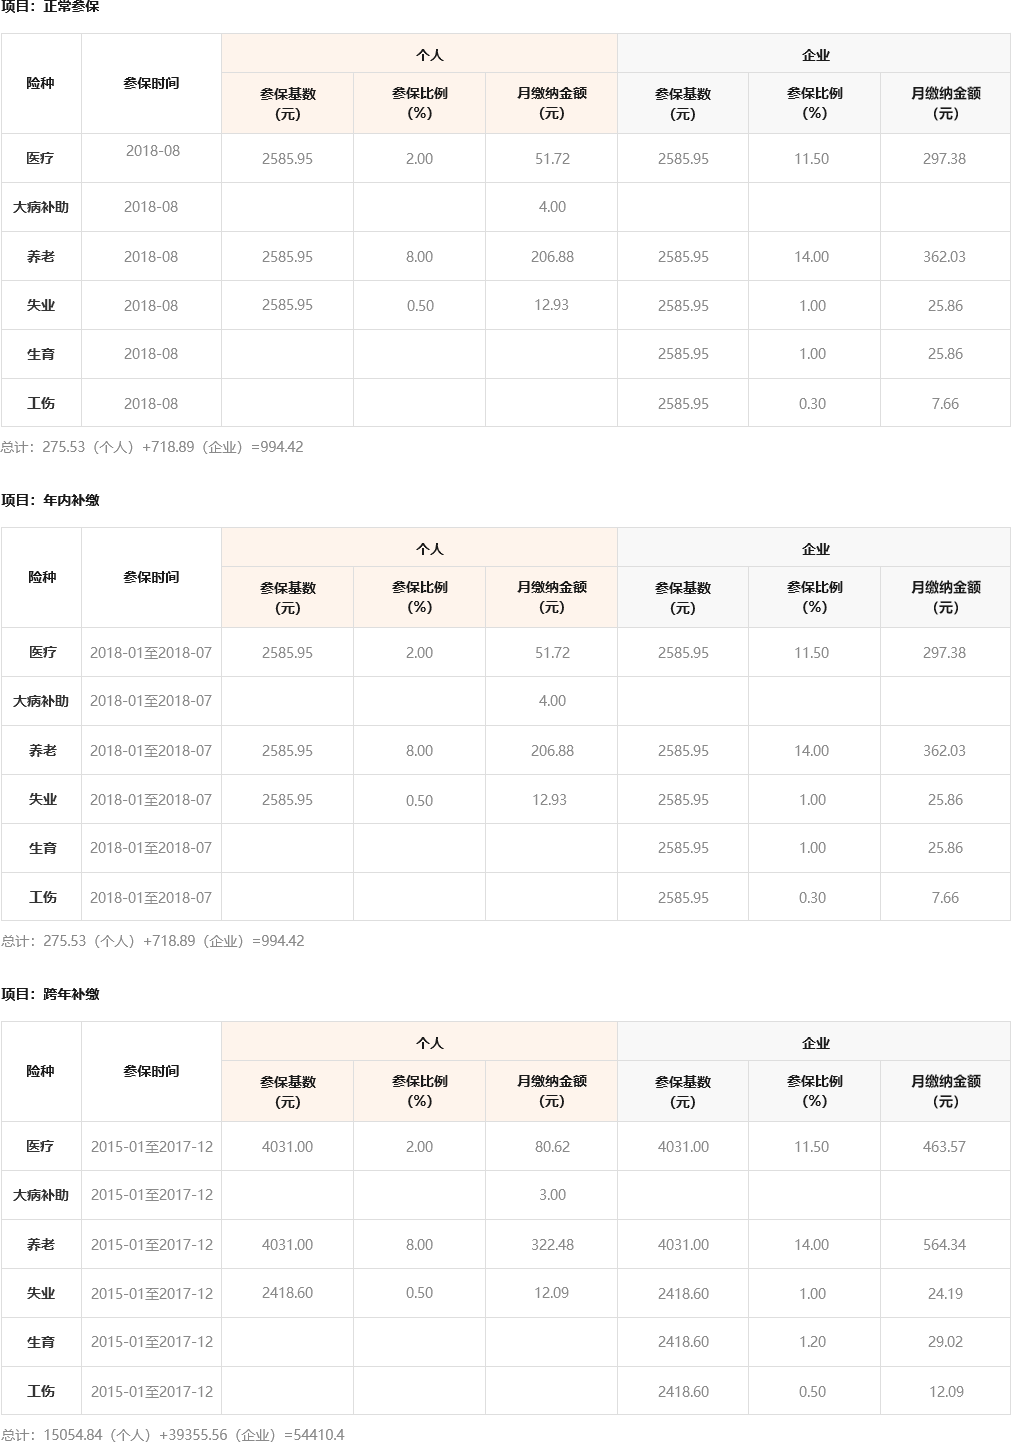 项目：正常参保
险种 参保时间 个人 企业
参保基数（元） 参保比例（%） 月缴纳金额（元） 参保基数（元） 参保比例（%） 月缴纳金额（元）
医疗 2018-08 2585.95 2.00 51.72 2585.95 11.50 297.38
大病补助 2018-08 4.00
养老 2018-08 2585.95 8.00 206.88 2585.95 14.00 362.03
失业 2018-08 2585.95 0.50 12.93 2585.95 1.00 25.86
生育 2018-08 2585.95 1.00 25.86
工伤 2018-08 2585.95 0.30 7.66
总计：275.53（个人）+718.89（企业）=994.42
项目：年内补缴
险种 参保时间 个人 企业
参保基数（元） 参保比例（%） 月缴纳金额（元） 参保基数（元） 参保比例（%） 月缴纳金额（元）
医疗 2018-01至2018-07 2585.95 2.00 51.72 2585.95 11.50 297.38
大病补助 2018-01至2018-07 4.00
养老 2018-01至2018-07 2585.95 8.00 206.88 2585.95 14.00 362.03
失业 2018-01至2018-07 2585.95 0.50 12.93 2585.95 1.00 25.86
生育 2018-01至2018-07 2585.95 1.00 25.86
工伤 2018-01至2018-07 2585.95 0.30 7.66
总计：275.53（个人）+718.89（企业）=994.42
项目：跨年补缴
险种 参保时间 个人 企业
参保基数（元） 参保比例（%） 月缴纳金额（元） 参保基数（元） 参保比例（%） 月缴纳金额（元）
医疗 2015-01至2017-12 4031.00 2.00 80.62 4031.00 11.50 463.57
大病补助 2015-01至2017-12 3.00
养老 2015-01至2017-12 4031.00 8.00 322.48 4031.00 14.00 564.34
失业 2015-01至2017-12 2418.60 0.50 12.09 2418.60 1.00 24.19
生育 2015-01至2017-12 2418.60 1.20 29.02
工伤 2015-01至2017-12 2418.60 0.50 12.09
总计：15054.84（个人）+39355.56（企业）=54410.4